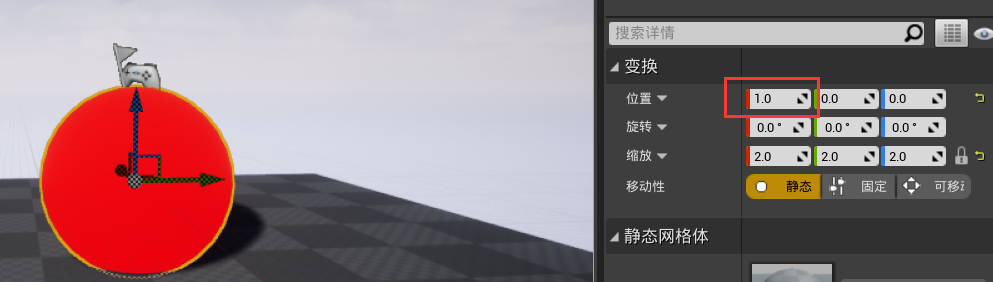 搜索详情
变换
位置 1.0 0.0 0.0
旋转 0.0 ° 0.0 ° 0.0 °
缩放 2.0 2.0 2.0
移动性 静态 固定 可移
静态网格体